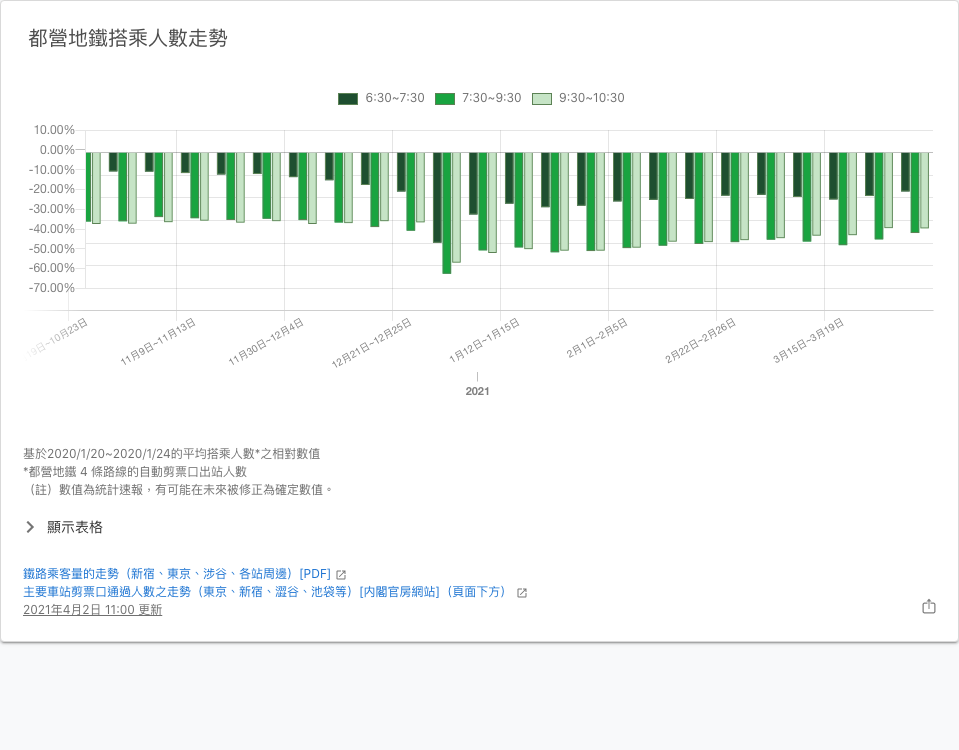 都營地鐵搭乘人數走勢
6:30~7:30 7:30~9:30 9:30~10:30
10.00%
0.00%
-10.00%
-20.00%
-30.00%
-40.00%
-50.00%
-60.00%
-70.00%
9日~10月23日 11月9日~11月13日 11月30日~12月4日 12月21日~12月25日 1月12日~1月15日 2月1日~2月5日 2月22日~2月26日 3月15日~3月19日
2021
基於2020/1/20~2020/1/24的平均搭乘人數*之相對數值
*都營地鐵 4 條路線的自動剪票口出站人數
（註）數值為統計速報，有可能在未來被修正為確定數值。
顯示表格
鐵路乘客量的走勢（新宿、東京、涉谷、各站周邊）[PDF]
主要車站剪票口通過人數之走勢（東京、新宿、澀谷、池袋等）[內閣官房網站]（頁面下方）
2021年4月2日 11:00 更新